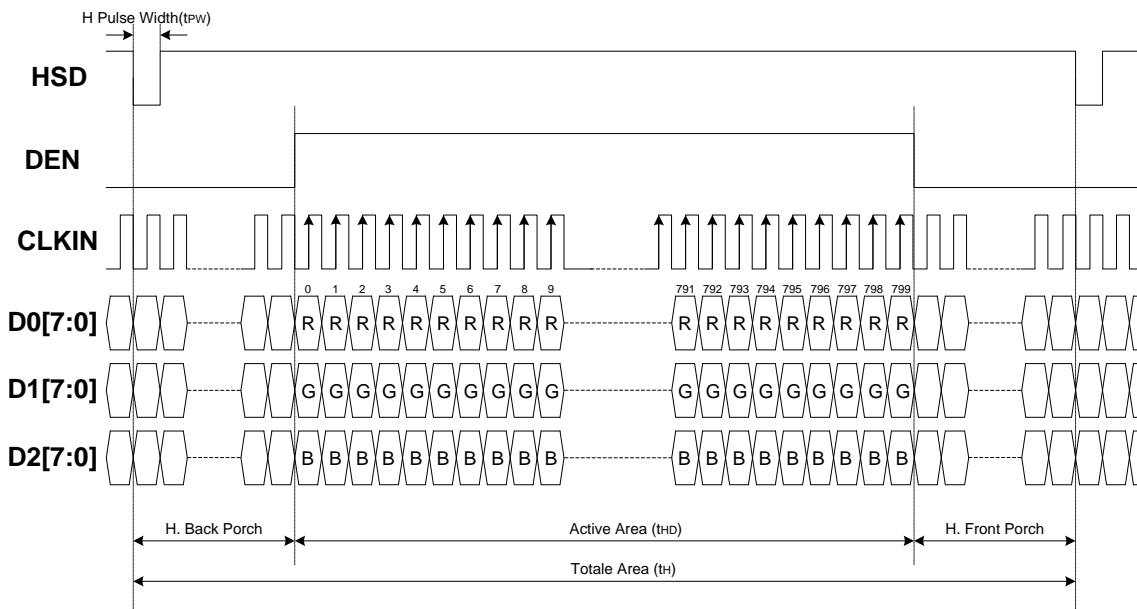 H Pulse Width(tPW)
HSD
DEN
CLKIN
0 1 2 3 4 5 6 7 8 9 791 792 793 794 795 796 797 798 799
D0[7:0] R R R R R R R R R R R R R R R R R R R
D1[7:0] G G G G G G G G G G G G G G G G G G G
D2[7:0] B B B B B B B B B B B B B B B B B B B
H. Back Porch Active Area (tHD) H. Front Porch
Totale Area (tH)